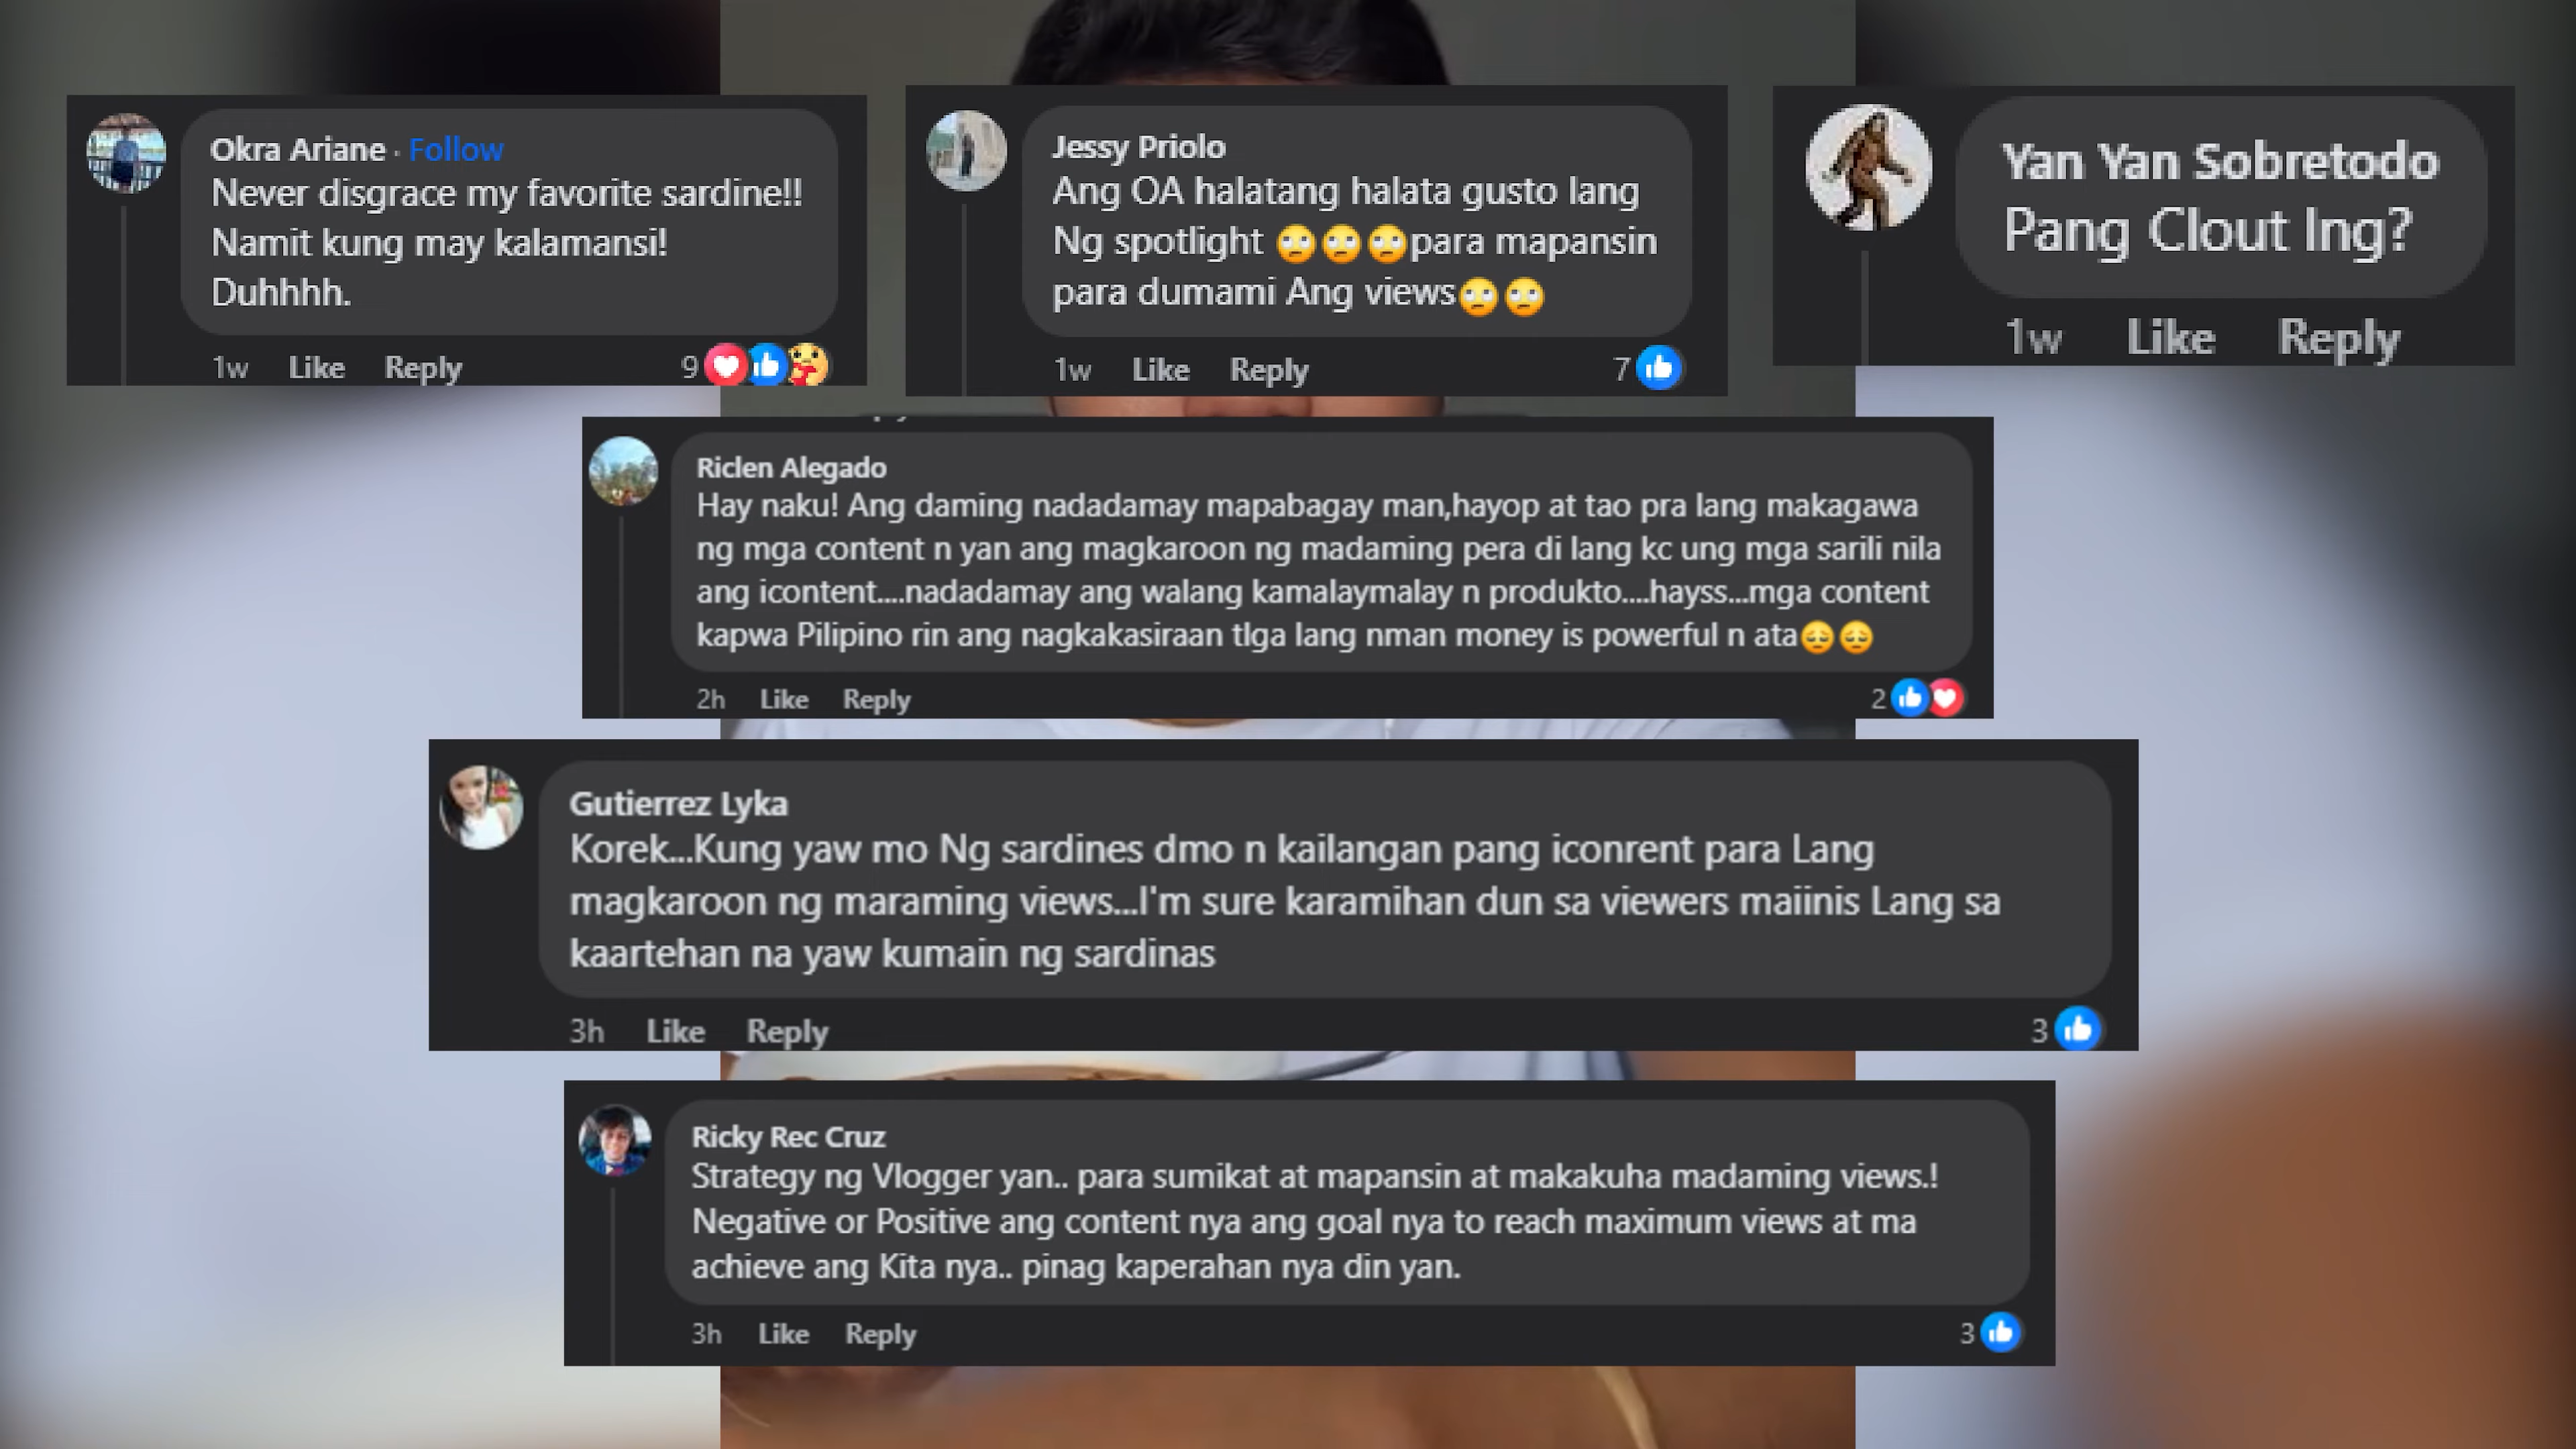 Okra Ariane · Follow
Never disgrace my favorite sardine!!
Namit kung may kalamansi!
Duhhhh.
1w Like Reply 9
Jessy Priolo
Ang OA halatang halata gusto lang
Ng spotlight 🙄🙄🙄para mapansin
para dumami Ang views🙄🙄
1w Like Reply 7
Yan Yan Sobretodo
Pang Clout Ing?
1w Like Reply
Riclen Alegado
Hay naku! Ang daming nadadamay mapabagay man,hayop at tao pra lang makagawa
ng mga content n yan ang magkaroon ng madaming pera di lang kc ung mga sarili nila
ang icontent....nadadamay ang walang kamalaymalay n produkto....hayss...mga content
kapwa Pilipino rin ang nagkakasiraan tlga lang nman money is powerful n ata😔😔
2h Like Reply 2
Gutierrez Lyka
Korek...Kung yaw mo Ng sardines dmo n kailangan pang iconrent para Lang
magkaroon ng maraming views...I'm sure karamihan dun sa viewers maiinis Lang sa
kaartehan na yaw kumain ng sardinas
3h Like Reply 3
Ricky Rec Cruz
Strategy ng Vlogger yan.. para sumikat at mapansin at makakuha madaming views.!
Negative or Positive ang content nya ang goal nya to reach maximum views at ma
achieve ang Kita nya.. pinag kaperahan nya din yan.
3h Like Reply 3